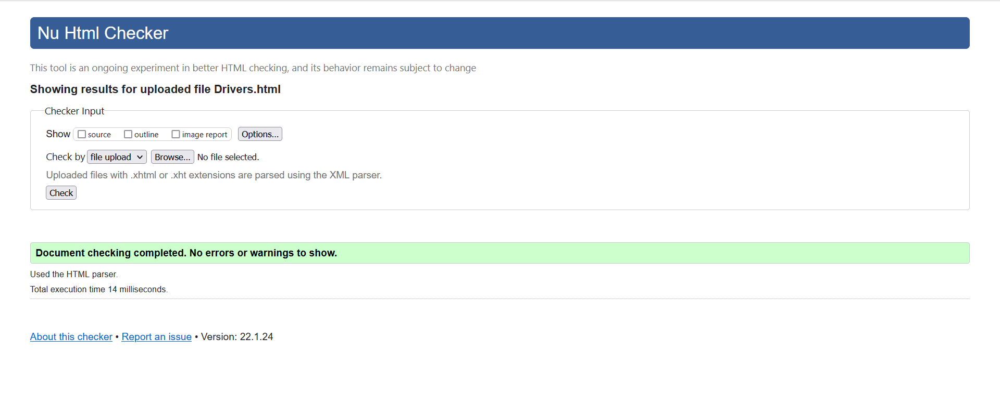 Nu Html Checker
This tool is an ongoing experiment in better HTML checking, and its behavior remains subject to change
Showing results for uploaded file Drivers.html
Checker Input
Show source outline image report Options...
Check by file upload Browse... No file selected.
Uploaded files with .xhtml or .xht extensions are parsed using the XML parser.
Check
Document checking completed. No errors or warnings to show.
Used the HTML parser.
Total execution time 14 milliseconds.
About this checker • Report an issue • Version: 22.1.24